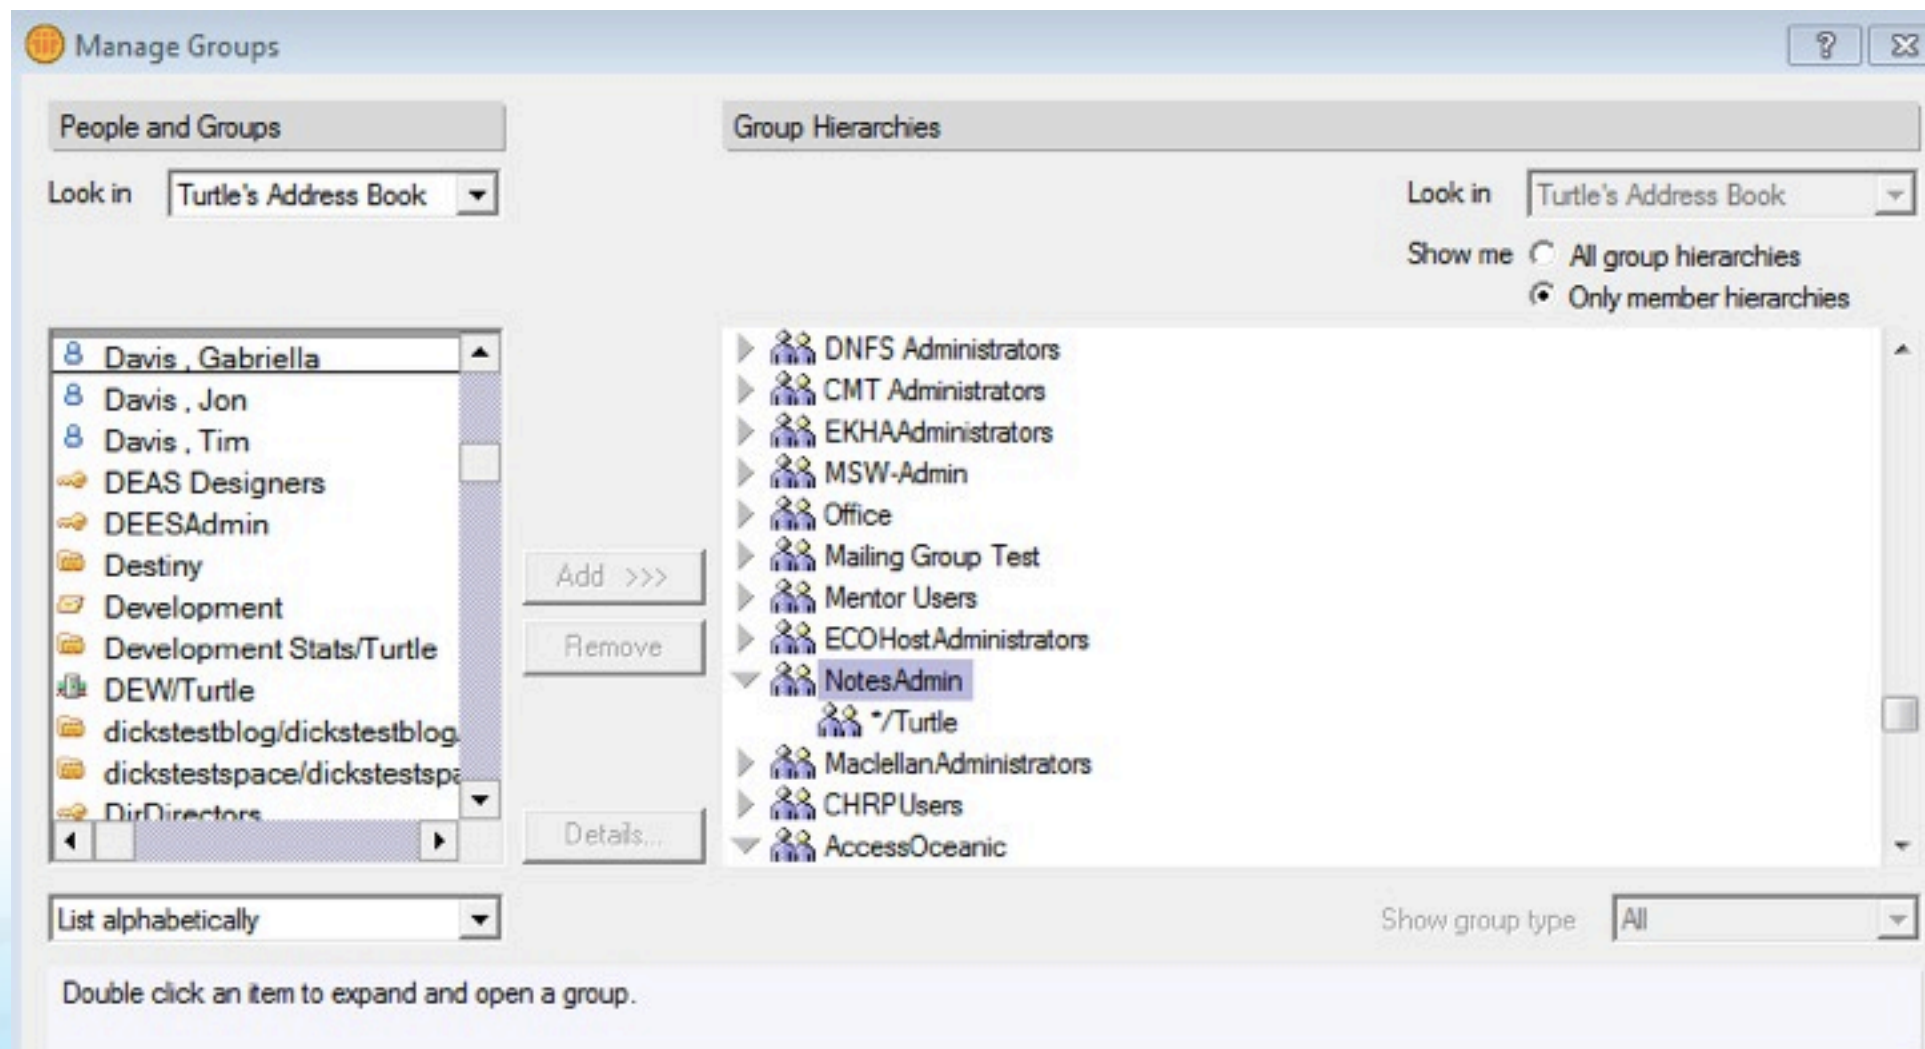 Manage Groups
People and Groups
Look in Turtle's Address Book
Davis , Gabriella
Davis , Jon
Davis , Tim
DEAS Designers
DEESAdmin
Destiny
Development
Development Stats/Turtle
DEW/Turtle
dickstestblog/dickstestblog.
dickstestspace/dickstestspa
DirDirectors
List alphabetically
Add >>>
Remove
Details...
Group Hierarchies
Look in Turtle's Address Book
Show me All group hierarchies
Only member hierarchies
DNFS Administrators
CMT Administrators
EKHAAdministrators
MSW-Admin
Office
Mailing Group Test
Mentor Users
ECOHostAdministrators
NotesAdmin
*/Turtle
MaclellanAdministrators
CHRPUsers
AccessOceanic
Show group type All
Double click an item to expand and open a group.